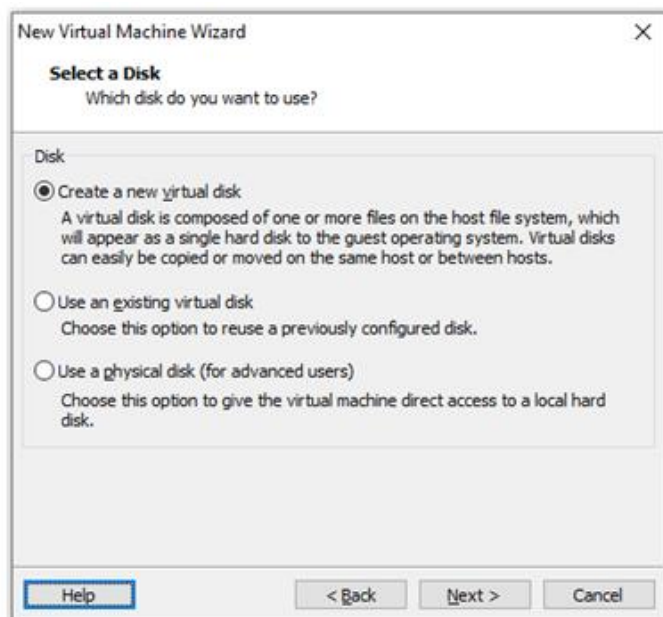 New Virtual Machine Wizard
Select a Disk
Which disk do you want to use?
Disk
Create a new virtual disk
A virtual disk is composed of one or more files on the host file system, which
will appear as a single hard disk to the guest operating system. Virtual disks
can easily be copied or moved on the same host or between hosts.
Use an existing virtual disk
Choose this option to reuse a previously configured disk.
Use a physical disk (for advanced users)
Choose this option to give the virtual machine direct access to a local hard
disk.
Help
< Back
Next >
Cancel